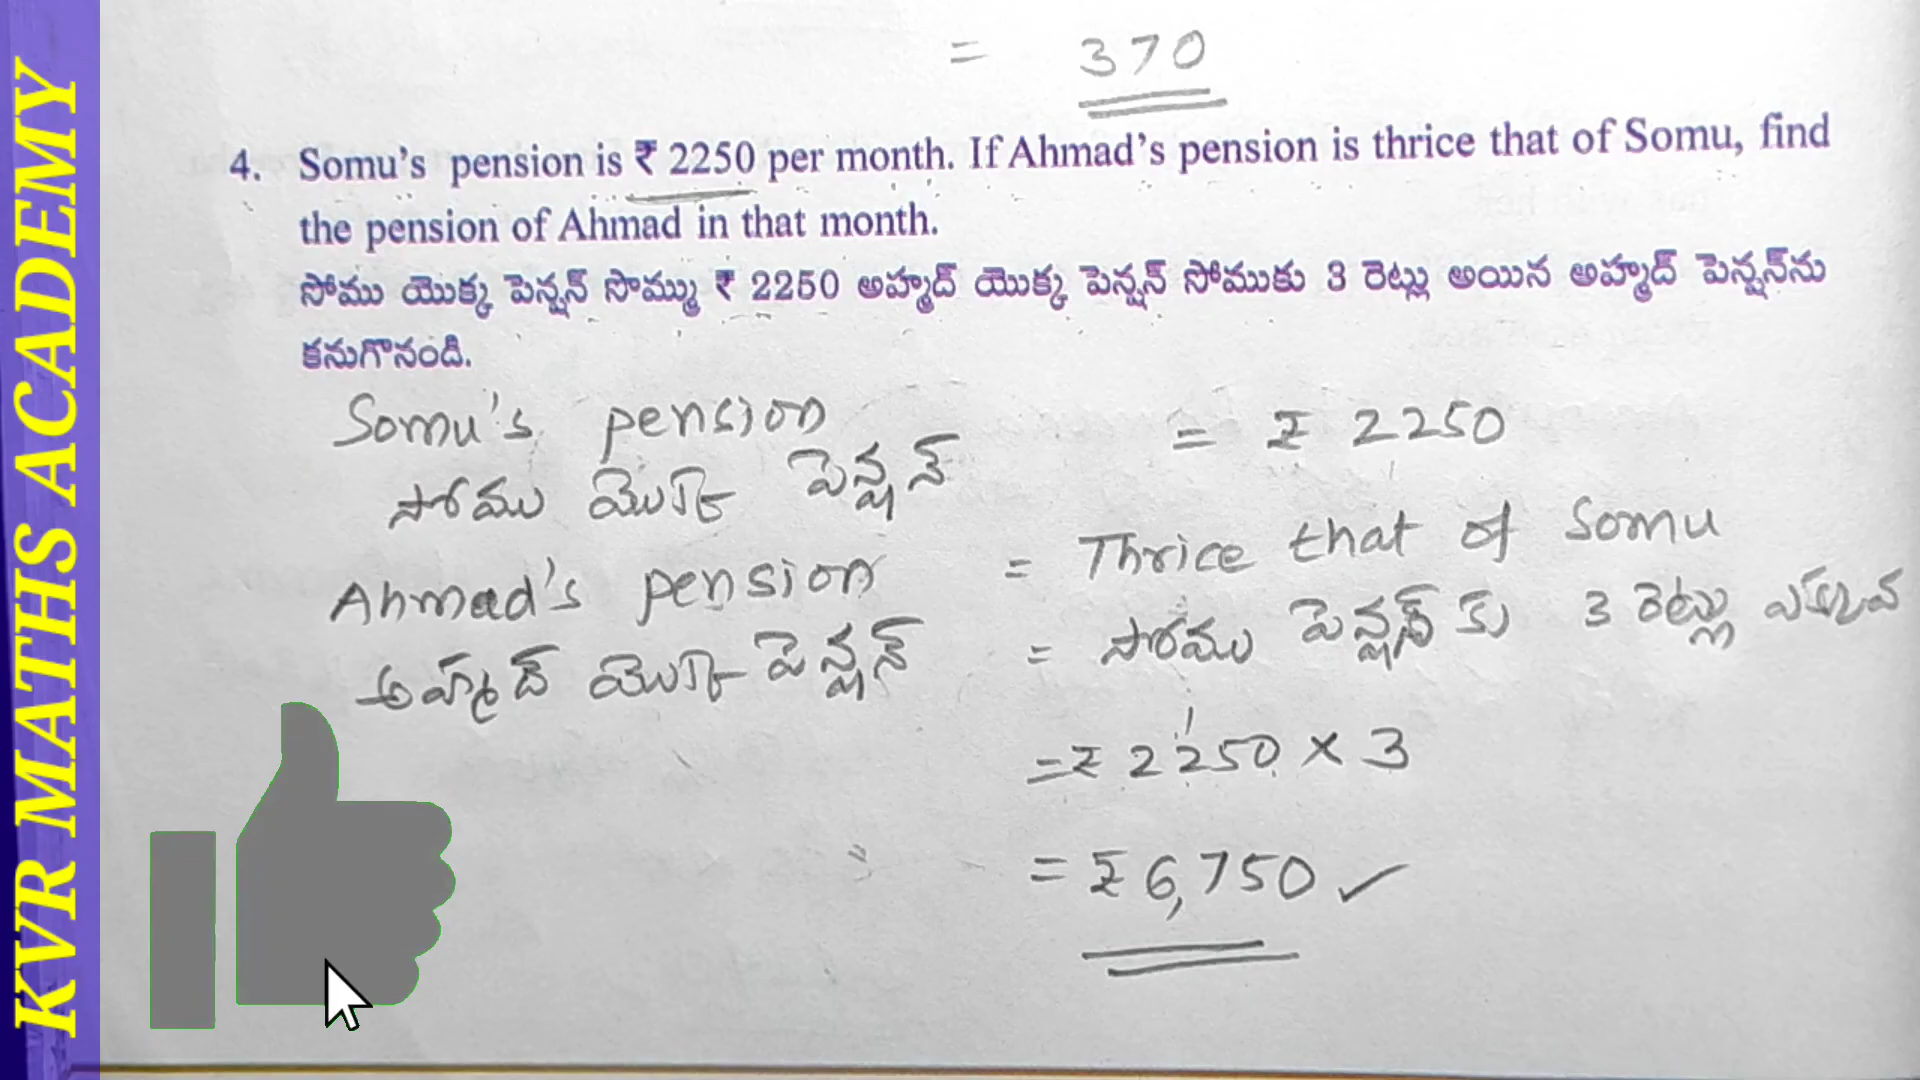 KVR MATHS ACADEMY
= 370
4. Somu's pension is ₹ 2250 per month. If Ahmad's pension is thrice that of Somu, find
the pension of Ahmad in that month.
సోము యొక్క పెన్షన్ సొమ్ము ₹ 2250 అహ్మద్ యొక్క పెన్షన్ సోముకు 3 రెట్లు అయిన అహ్మద్ పెన్షన్‌ను
కనుగొనండి.
Somu's pension = ₹ 2250
సోము యొక్క పెన్షన్
Ahmad's pension = Thrice that of Somu
అహ్మద్ యొక్క పెన్షన్ = సోము పెన్షన్ కు 3 రెట్లు ఎక్కువ
= ₹ 2250 × 3
= ₹ 6,750 ✓